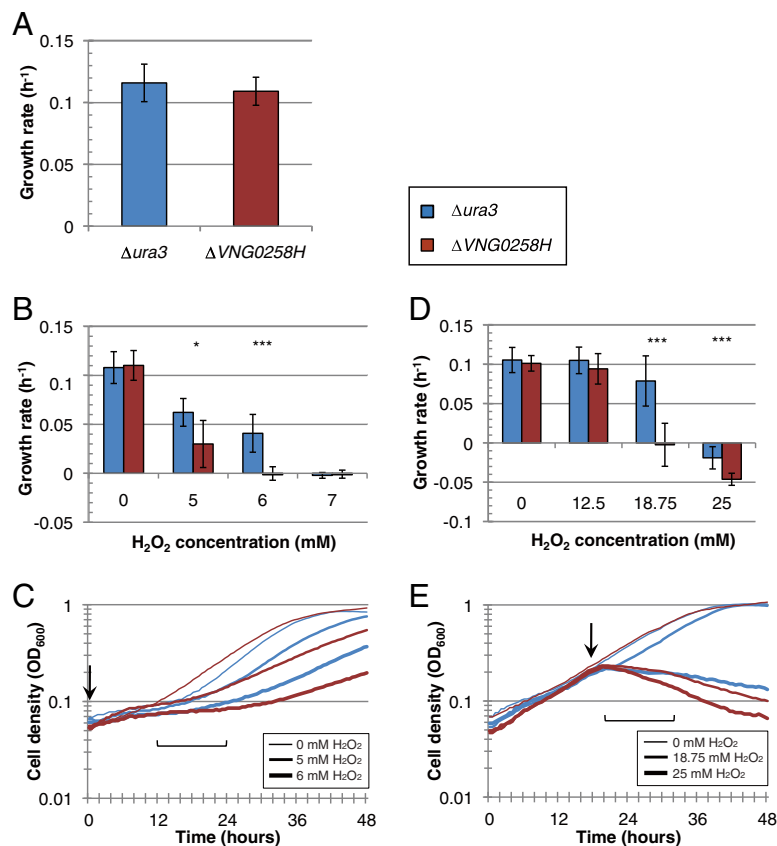 A
Growth rate (h⁻¹)
0.15
0.1
0.05
0
Δura3
ΔVNG0258H
Δura3
ΔVNG0258H
B
Growth rate (h⁻¹)
0.15
0.1
0.05
0
-0.05
*
***
0
5
6
7
H₂O₂ concentration (mM)
D
Growth rate (h⁻¹)
0.15
0.1
0.05
0
-0.05
-0.1
***
***
0
12.5
18.75
25
H₂O₂ concentration (mM)
C
Cell density (OD₆₀₀)
1
0.1
0.01
0 mM H₂O₂
5 mM H₂O₂
6 mM H₂O₂
0
12
24
36
48
Time (hours)
E
Cell density (OD₆₀₀)
1
0.1
0.01
0 mM H₂O₂
18.75 mM H₂O₂
25 mM H₂O₂
0
12
24
36
48
Time (hours)